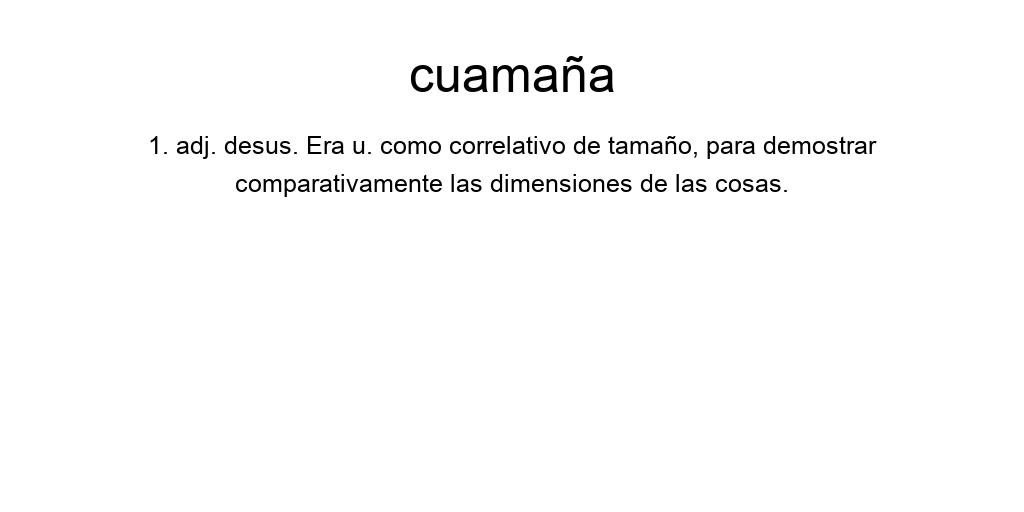 cuamaña
1. adj. desus. Era u. como correlativo de tamaño, para demostrar
comparativamente las dimensiones de las cosas.